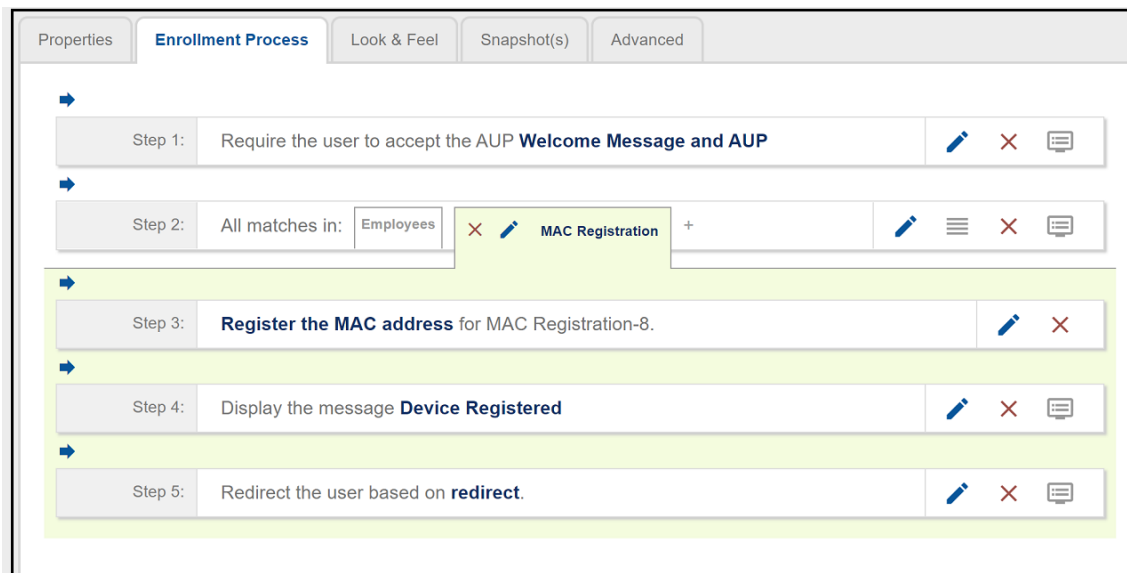 Properties Enrollment Process Look & Feel Snapshot(s) Advanced
Step 1: Require the user to accept the AUP Welcome Message and AUP
Step 2: All matches in: Employees MAC Registration +
Step 3: Register the MAC address for MAC Registration-8.
Step 4: Display the message Device Registered
Step 5: Redirect the user based on redirect.